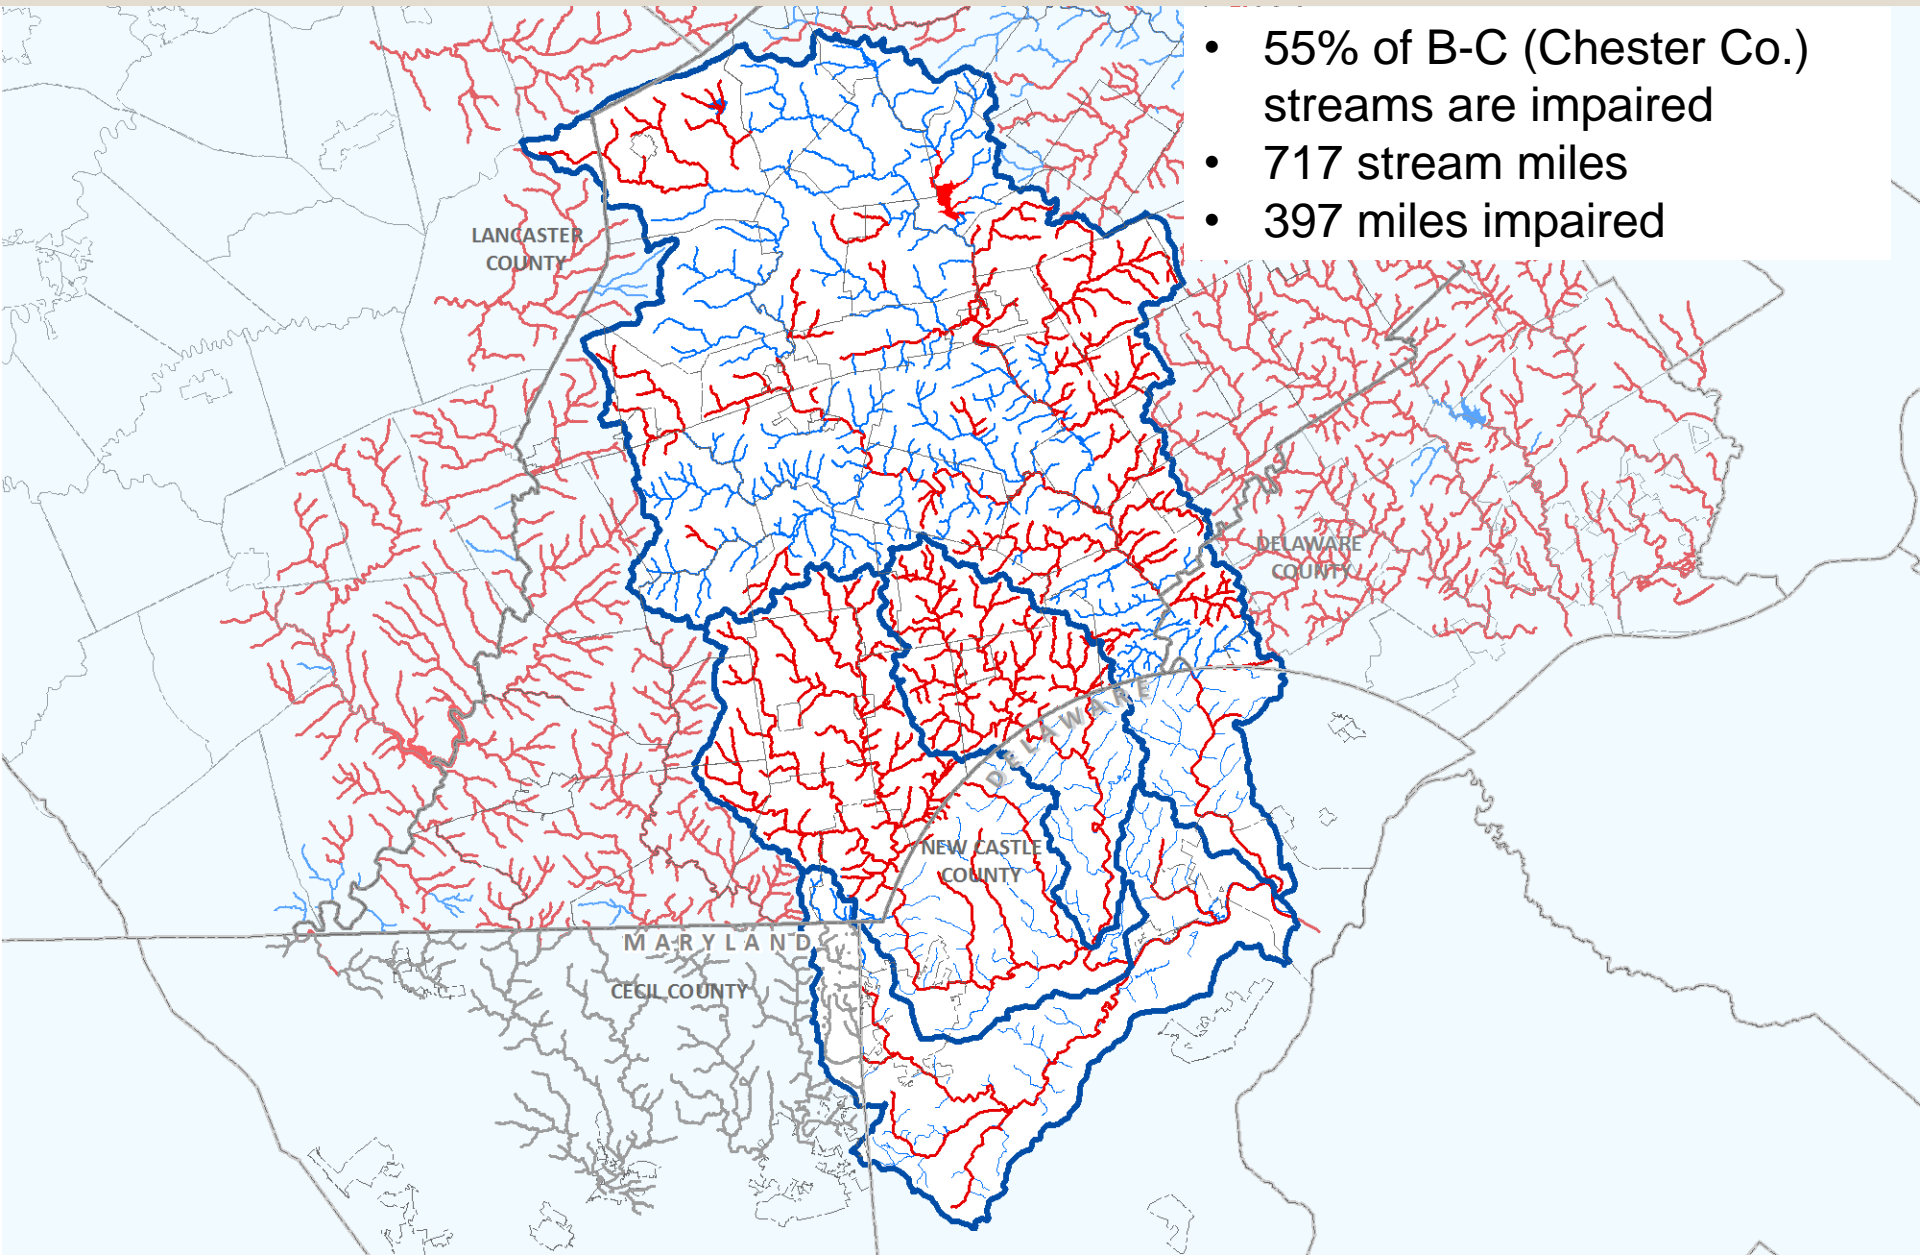 • 55% of B-C (Chester Co.)
streams are impaired
• 717 stream miles
• 397 miles impaired
LANCASTER
COUNTY
DELAWARE
COUNTY
DELAWARE
NEW CASTLE
COUNTY
MARYLAND
CECIL COUNTY